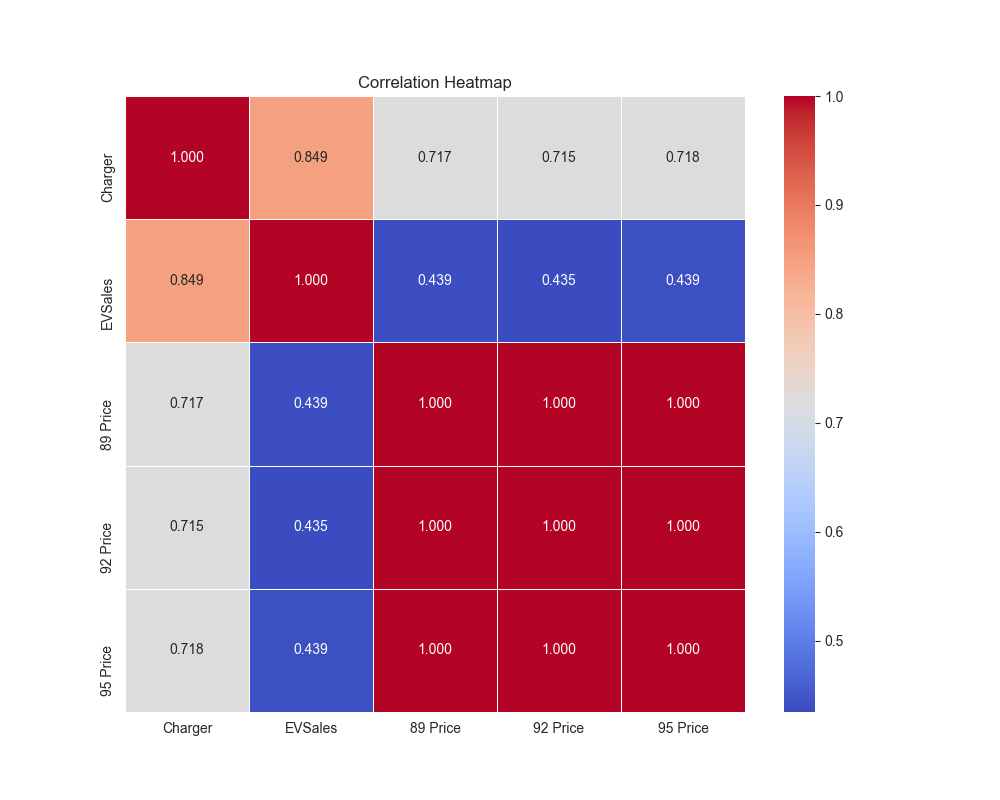 Correlation Heatmap
Charger 1.000 0.849 0.717 0.715 0.718
EVSales 0.849 1.000 0.439 0.435 0.439
89 Price 0.717 0.439 1.000 1.000 1.000
92 Price 0.715 0.435 1.000 1.000 1.000
95 Price 0.718 0.439 1.000 1.000 1.000
Charger EVSales 89 Price 92 Price 95 Price
1.0
0.9
0.8
0.7
0.6
0.5